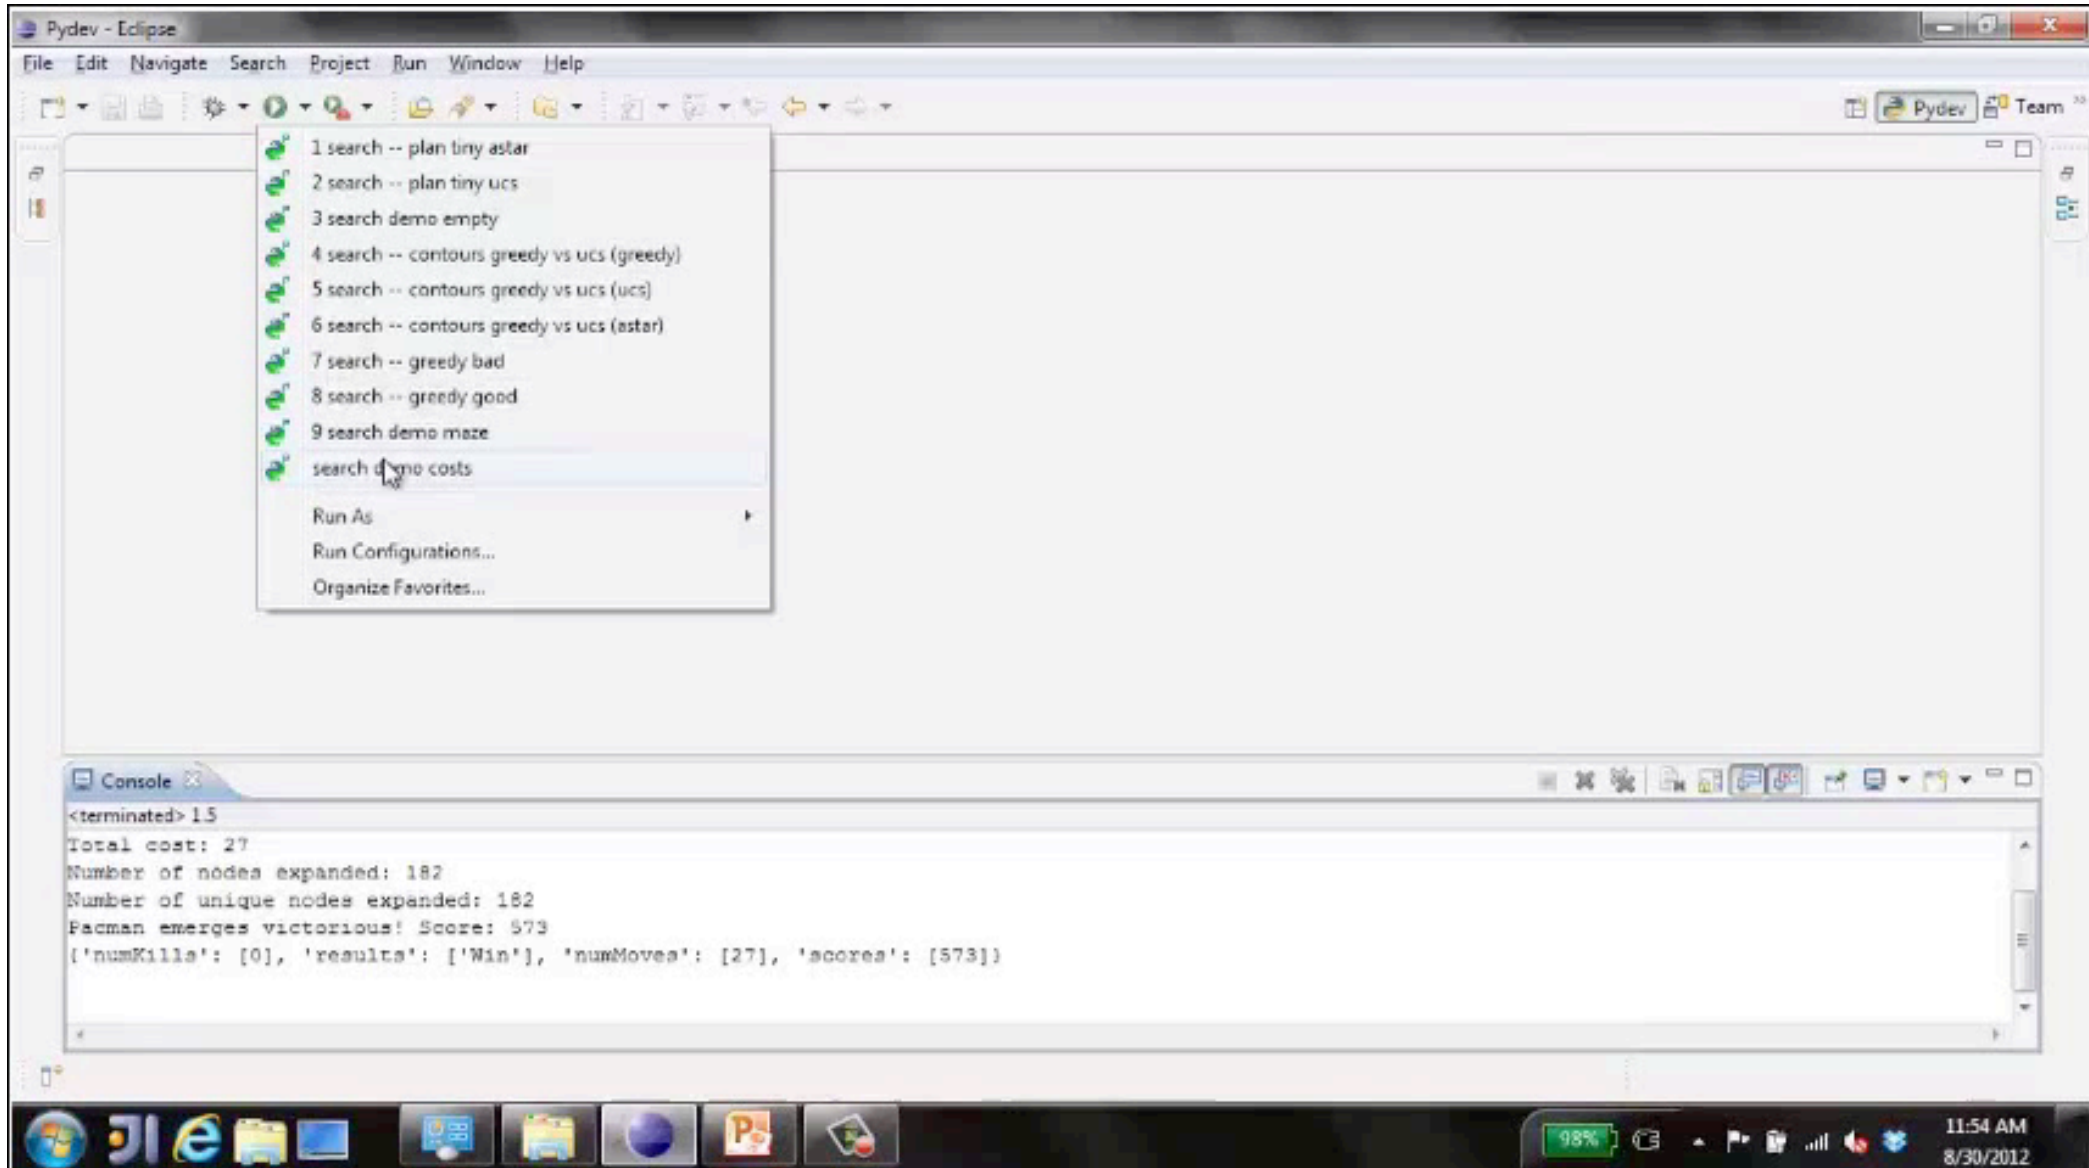 Pydev - Eclipse
File Edit Navigate Search Project Run Window Help
Pydev Team
1 search -- plan tiny astar
2 search -- plan tiny ucs
3 search demo empty
4 search -- contours greedy vs ucs (greedy)
5 search -- contours greedy vs ucs (ucs)
6 search -- contours greedy vs ucs (astar)
7 search -- greedy bad
8 search -- greedy good
9 search demo maze
search demo costs
Run As
Run Configurations...
Organize Favorites...
Console
<terminated> 1.5
Total cost: 27
Number of nodes expanded: 182
Number of unique nodes expanded: 182
Pacman emerges victorious! Score: 573
{'numKills': [0], 'results': ['Win'], 'numMoves': [27], 'scores': [573]}
98%
11:54 AM
8/30/2012